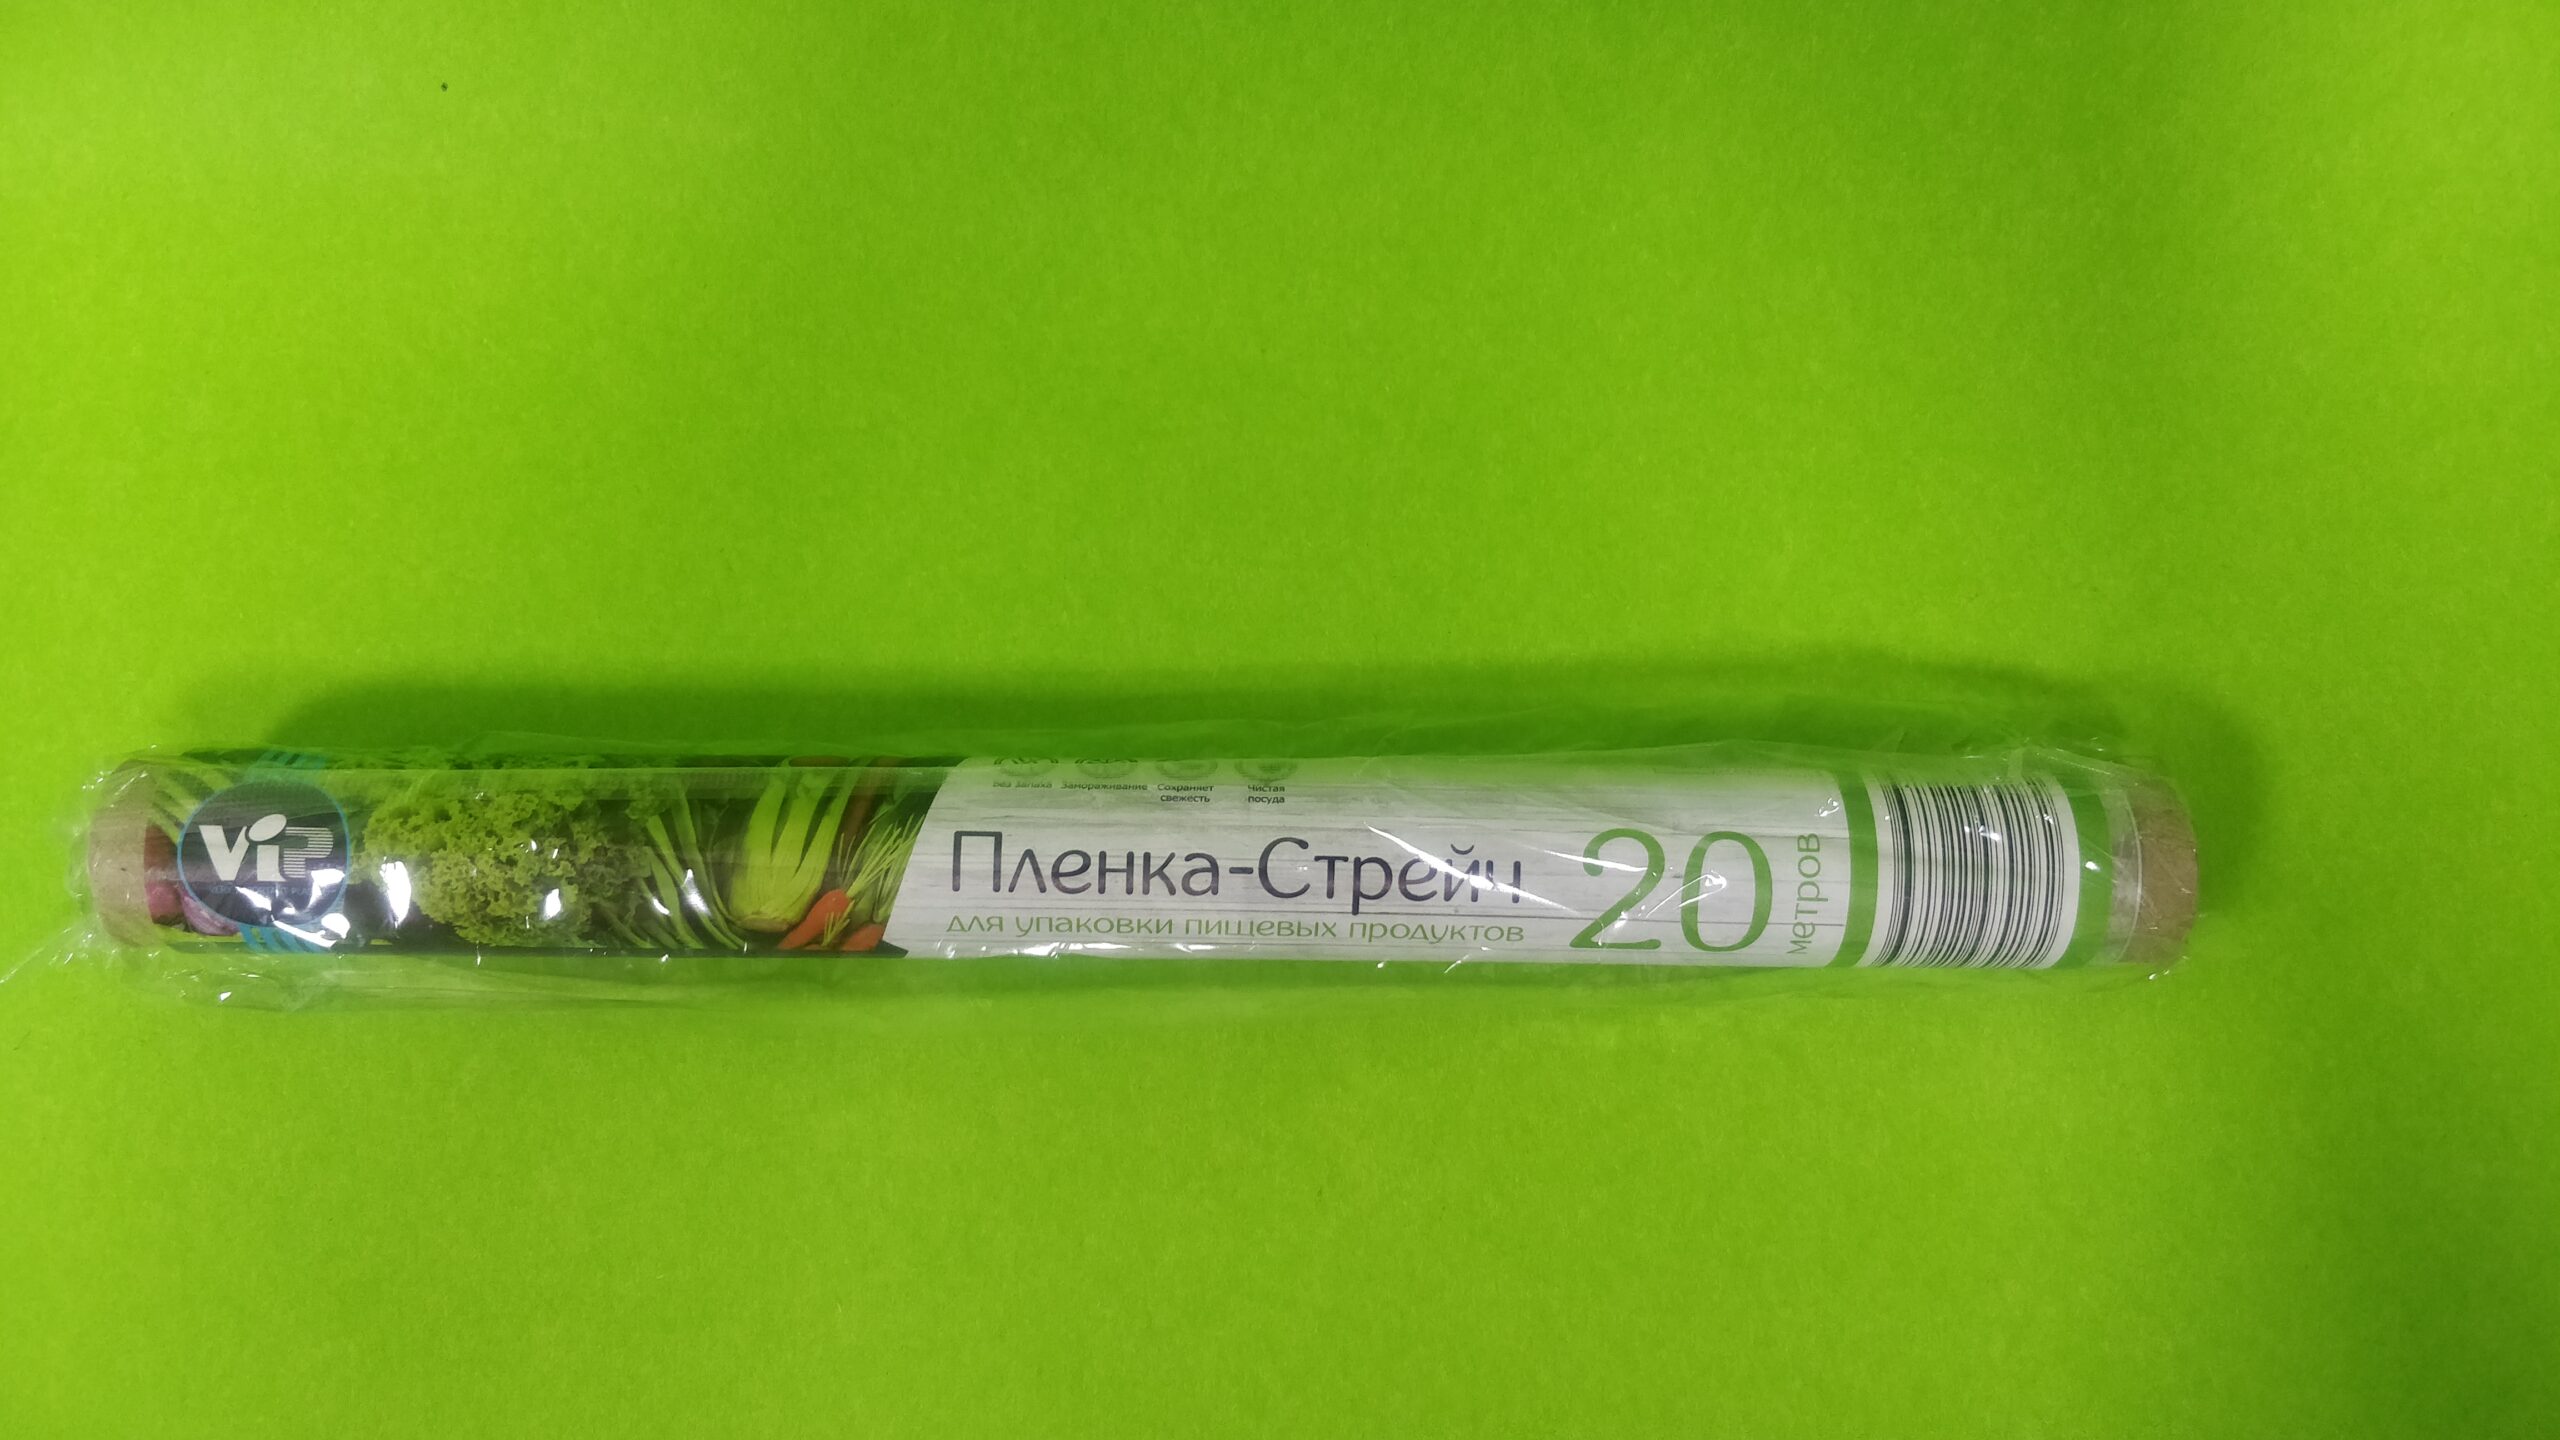 ViP
Без запаха Замораживание Сохраняет свежесть Чистая посуда
Пленка-Стрейч
для упаковки пищевых продуктов
20
метров